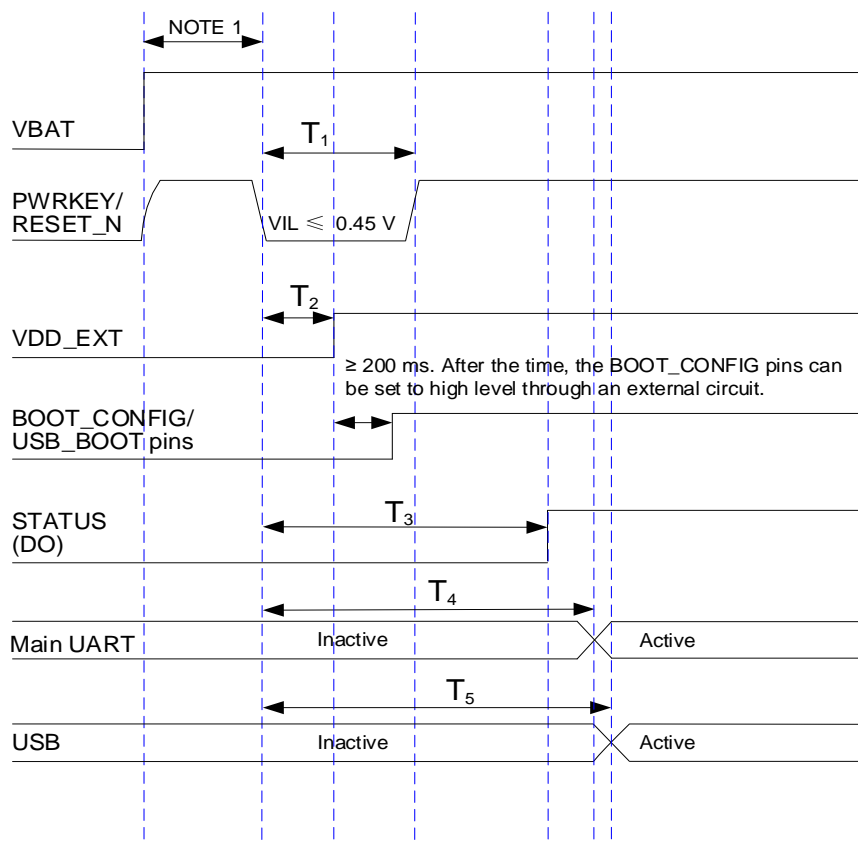 NOTE 1
VBAT
T₁
PWRKEY/
RESET_N
VIL ≤ 0.45 V
T₂
VDD_EXT
≥ 200 ms. After the time, the BOOT_CONFIG pins can
be set to high level through an external circuit.
BOOT_CONFIG/
USB_BOOT pins
STATUS
(DO)
T₃
T₄
Main UART
Inactive
Active
T₅
USB
Inactive
Active